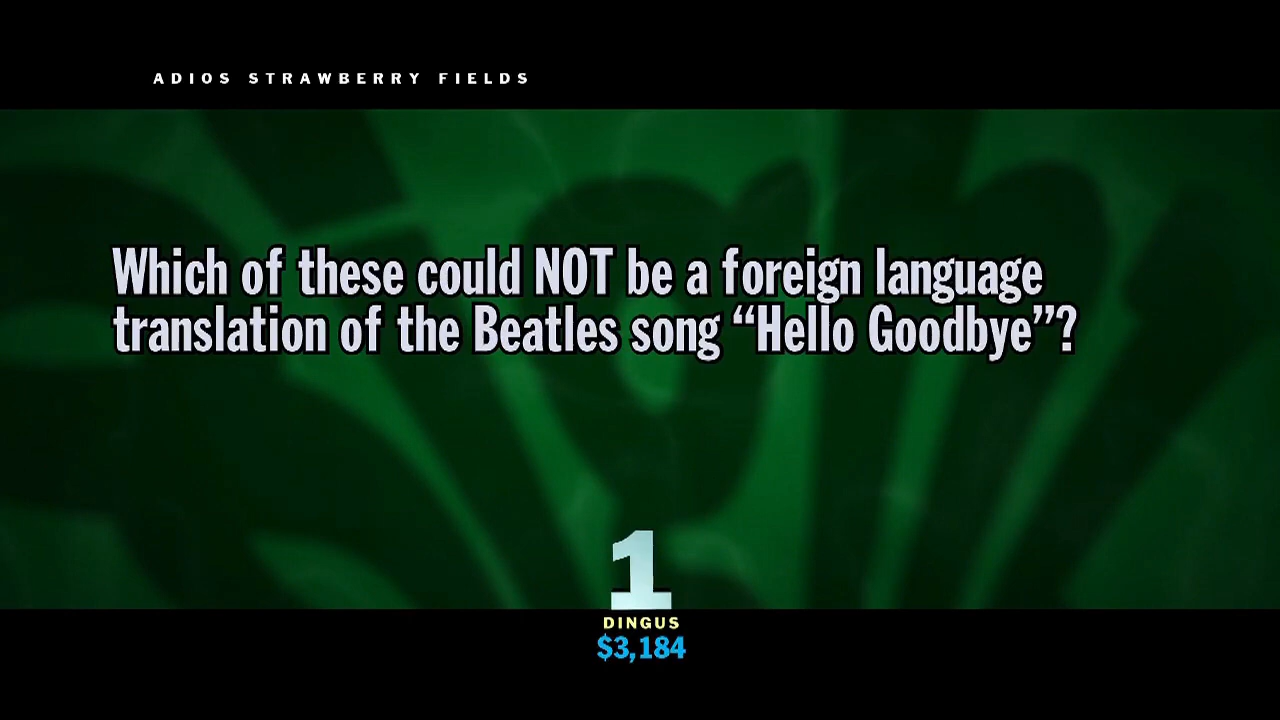 ADIOS STRAWBERRY FIELDS
Which of these could NOT be a foreign language
translation of the Beatles song “Hello Goodbye”?
1
DINGUS
$3,184